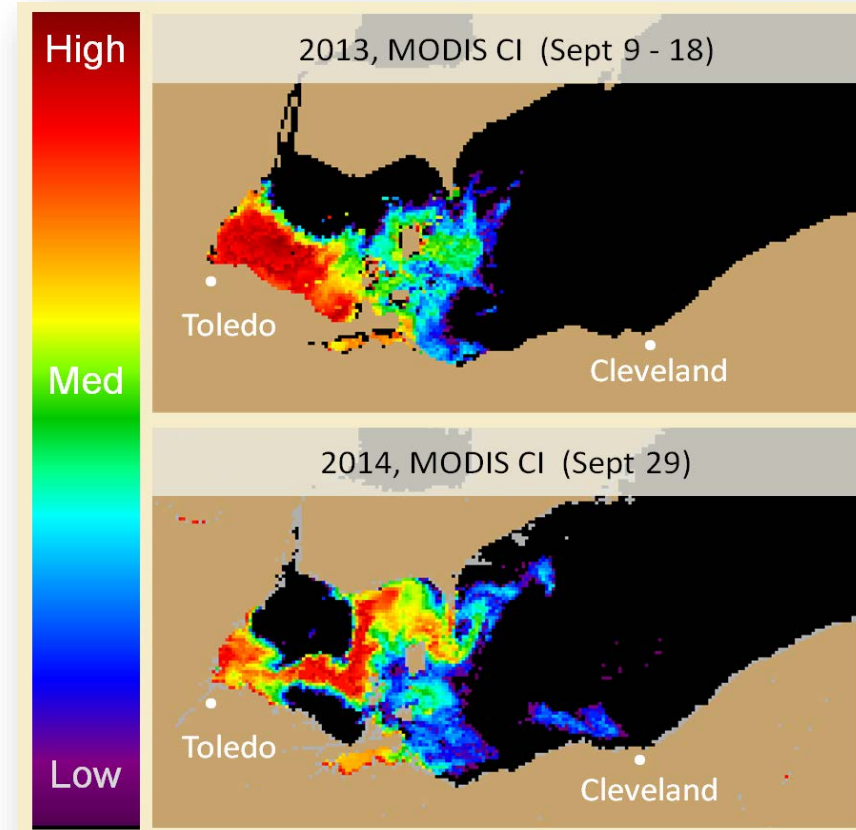 High
Med
Low
2013, MODIS CI (Sept 9 - 18)
Toledo
Cleveland
2014, MODIS CI (Sept 29)
Toledo
Cleveland